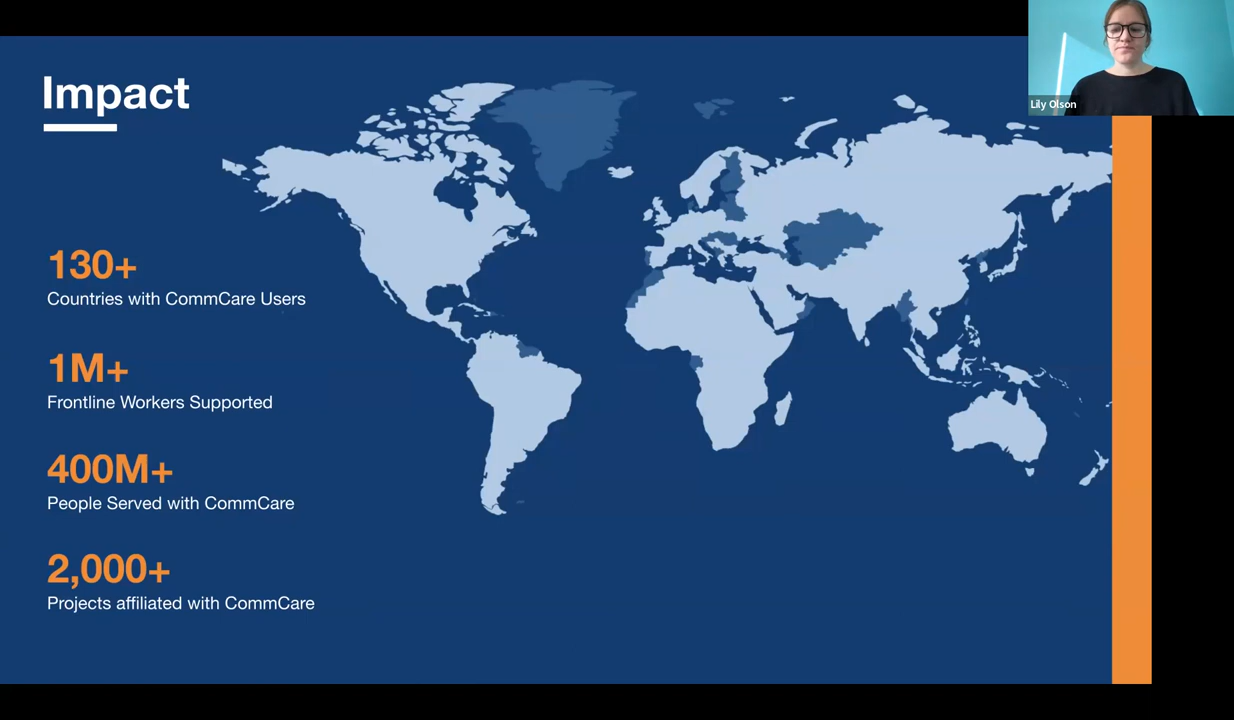 Impact
130+
Countries with CommCare Users
1M+
Frontline Workers Supported
400M+
People Served with CommCare
2,000+
Projects affiliated with CommCare
Lily Olson